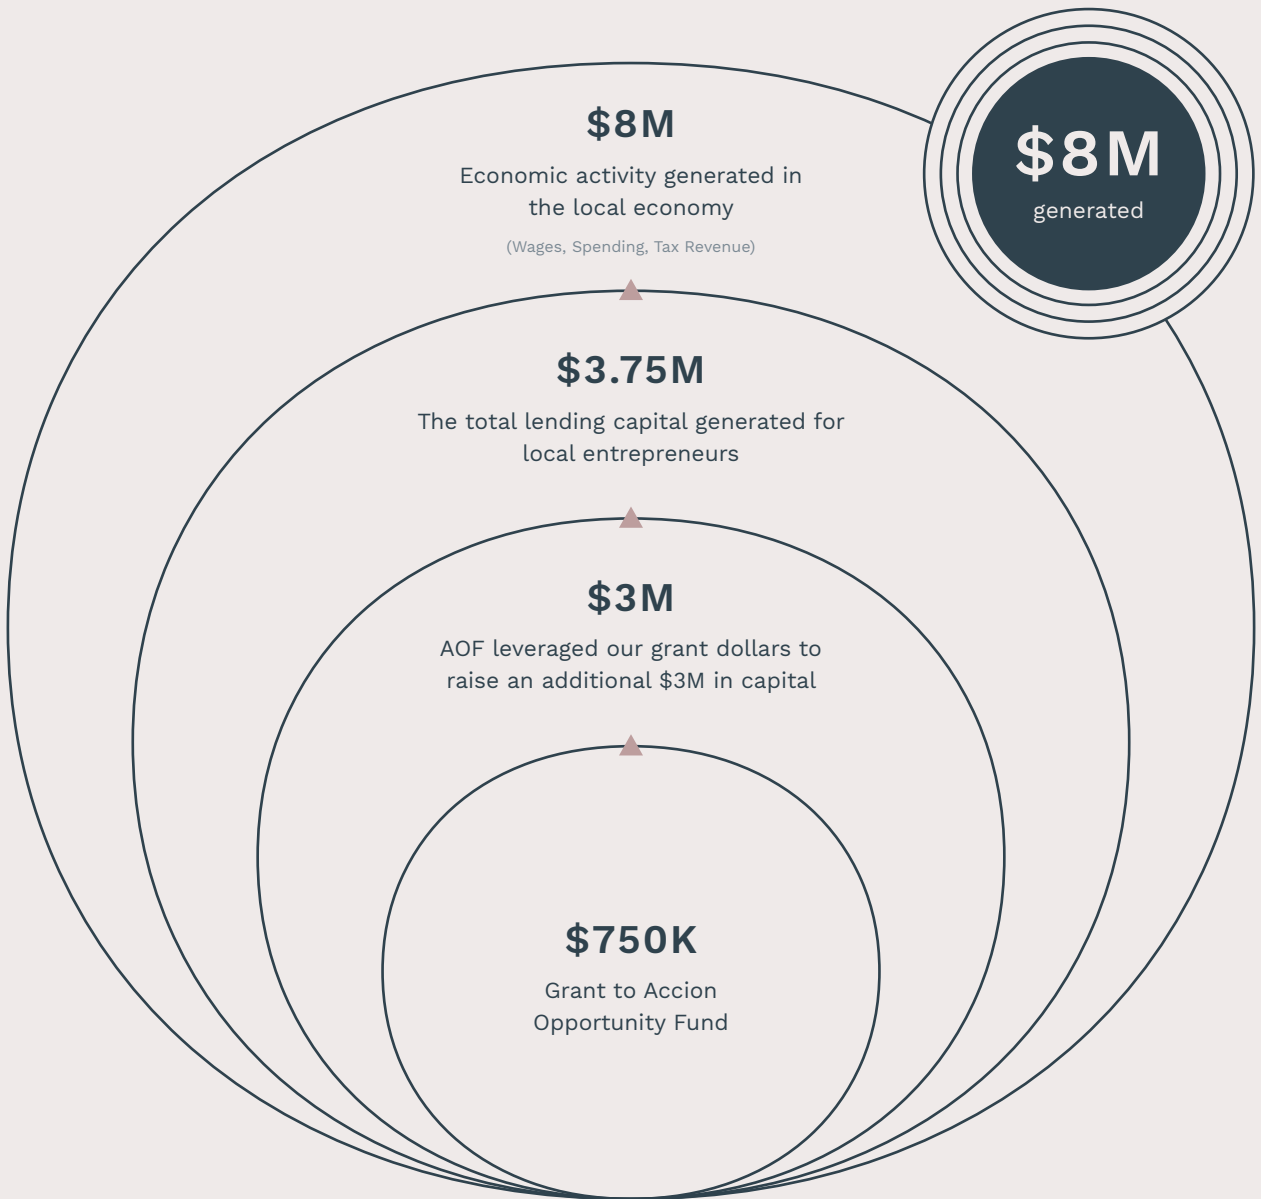 $8M
Economic activity generated in
the local economy
(Wages, Spending, Tax Revenue)
$8M
generated
$3.75M
The total lending capital generated for
local entrepreneurs
$3M
AOF leveraged our grant dollars to
raise an additional $3M in capital
$750K
Grant to Accion
Opportunity Fund